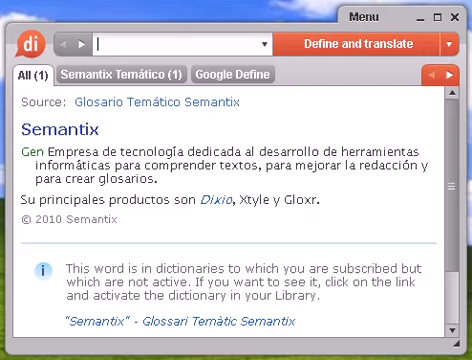 Menu
di
Define and translate
All (1) Semantix Temático (1) Google Define
Source: Glosario Temático Semantix
Semantix
Gen Empresa de tecnología dedicada al desarrollo de herramientas
informáticas para comprender textos, para mejorar la redacción y
para crear glosarios.
Su principales productos son Dixio, Xtyle y Gloxr.
© 2010 Semantix
i
This word is in dictionaries to which you are subscribed but
which are not active. If you want to see it, click on the link
and activate the dictionary in your Library.
"Semantix" - Glossari Temàtic Semantix